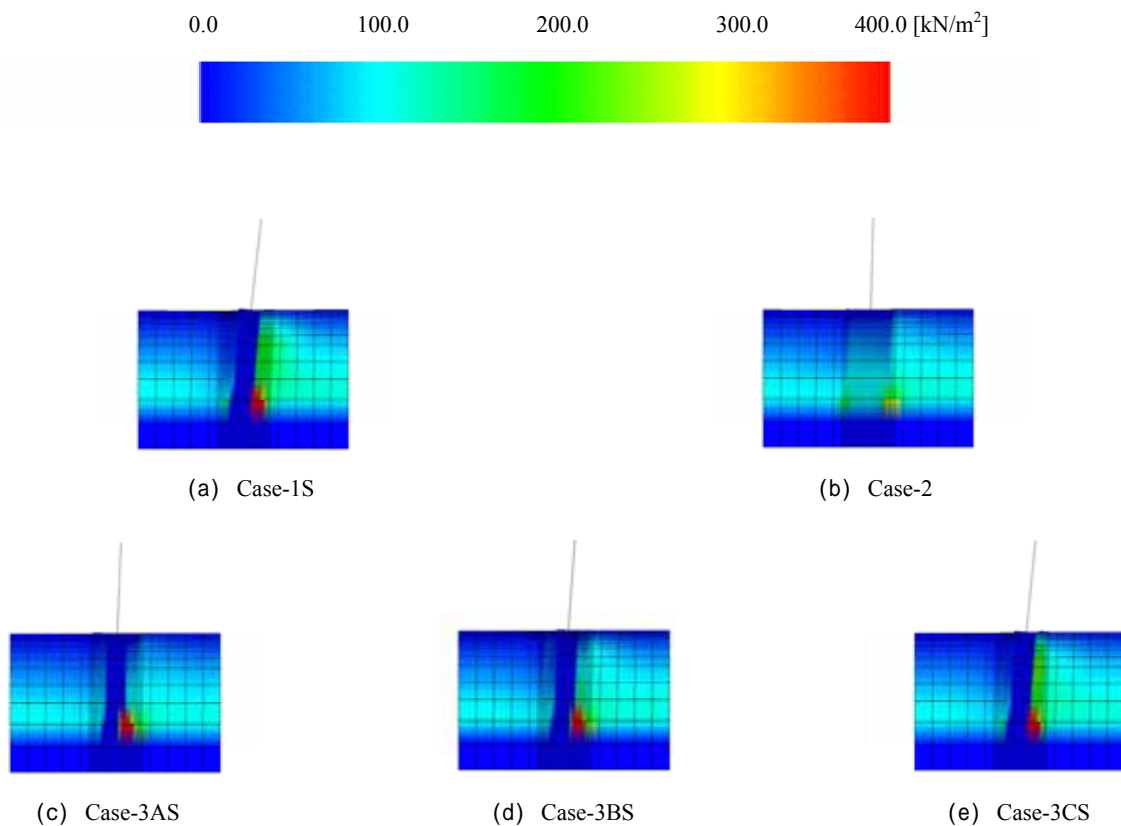 0.0 100.0 200.0 300.0 400.0 [kN/m²]
(a) Case-1S (b) Case-2
(c) Case-3AS (d) Case-3BS (e) Case-3CS